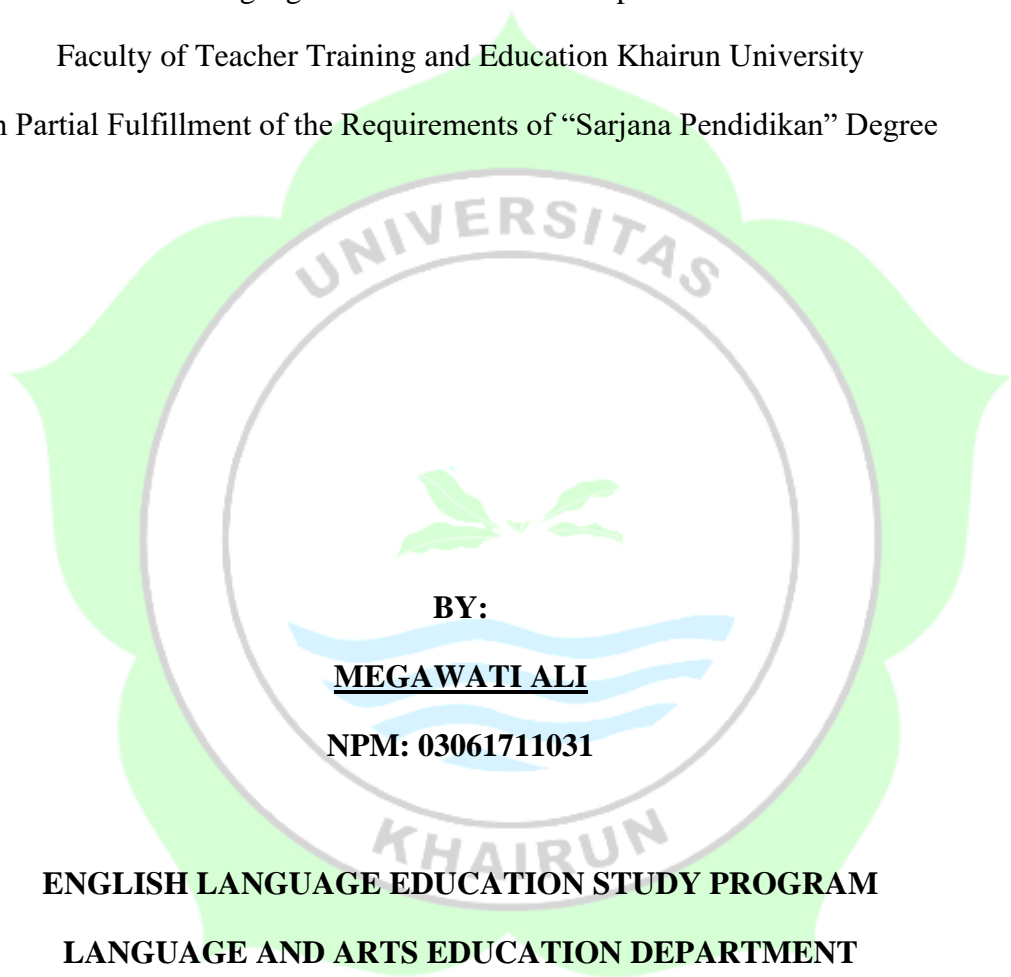 Faculty of Teacher Training and Education Khairun University
Partial Fulfillment of the Requirements of “Sarjana Pendidikan” Degree
UNIVERSITAS
BY:
MEGAWATI ALI
NPM: 03061711031
KHAIRUN
ENGLISH LANGUAGE EDUCATION STUDY PROGRAM
LANGUAGE AND ARTS EDUCATION DEPARTMENT